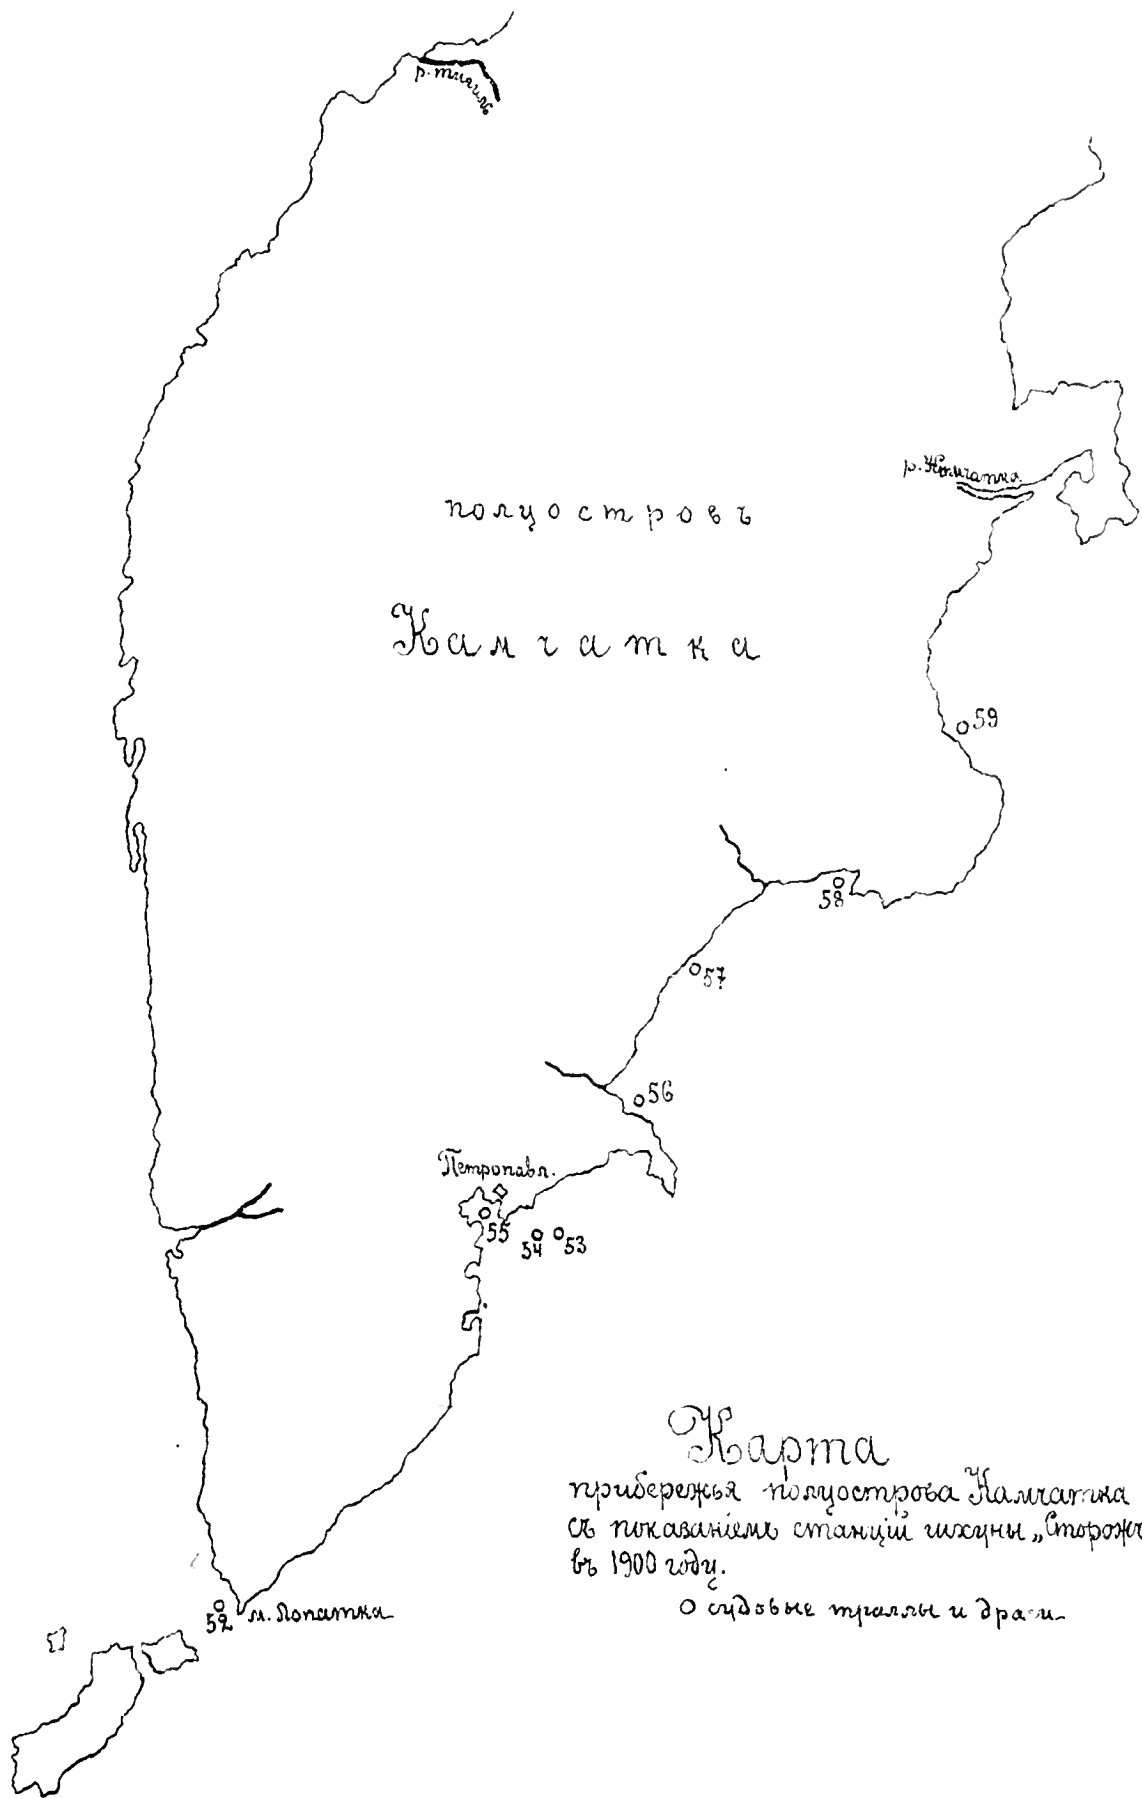 р. Тигиль
р. Камчатка
полуостровъ
Камчатка
59
58
57
56
Петропавл.
55
54
53
Карта
прибережья полуострова Камчатка
съ показаніемъ станцій шхуны „Сторожъ
въ 1900 году.
о судовые траллы и драги
52
м. Лопатка